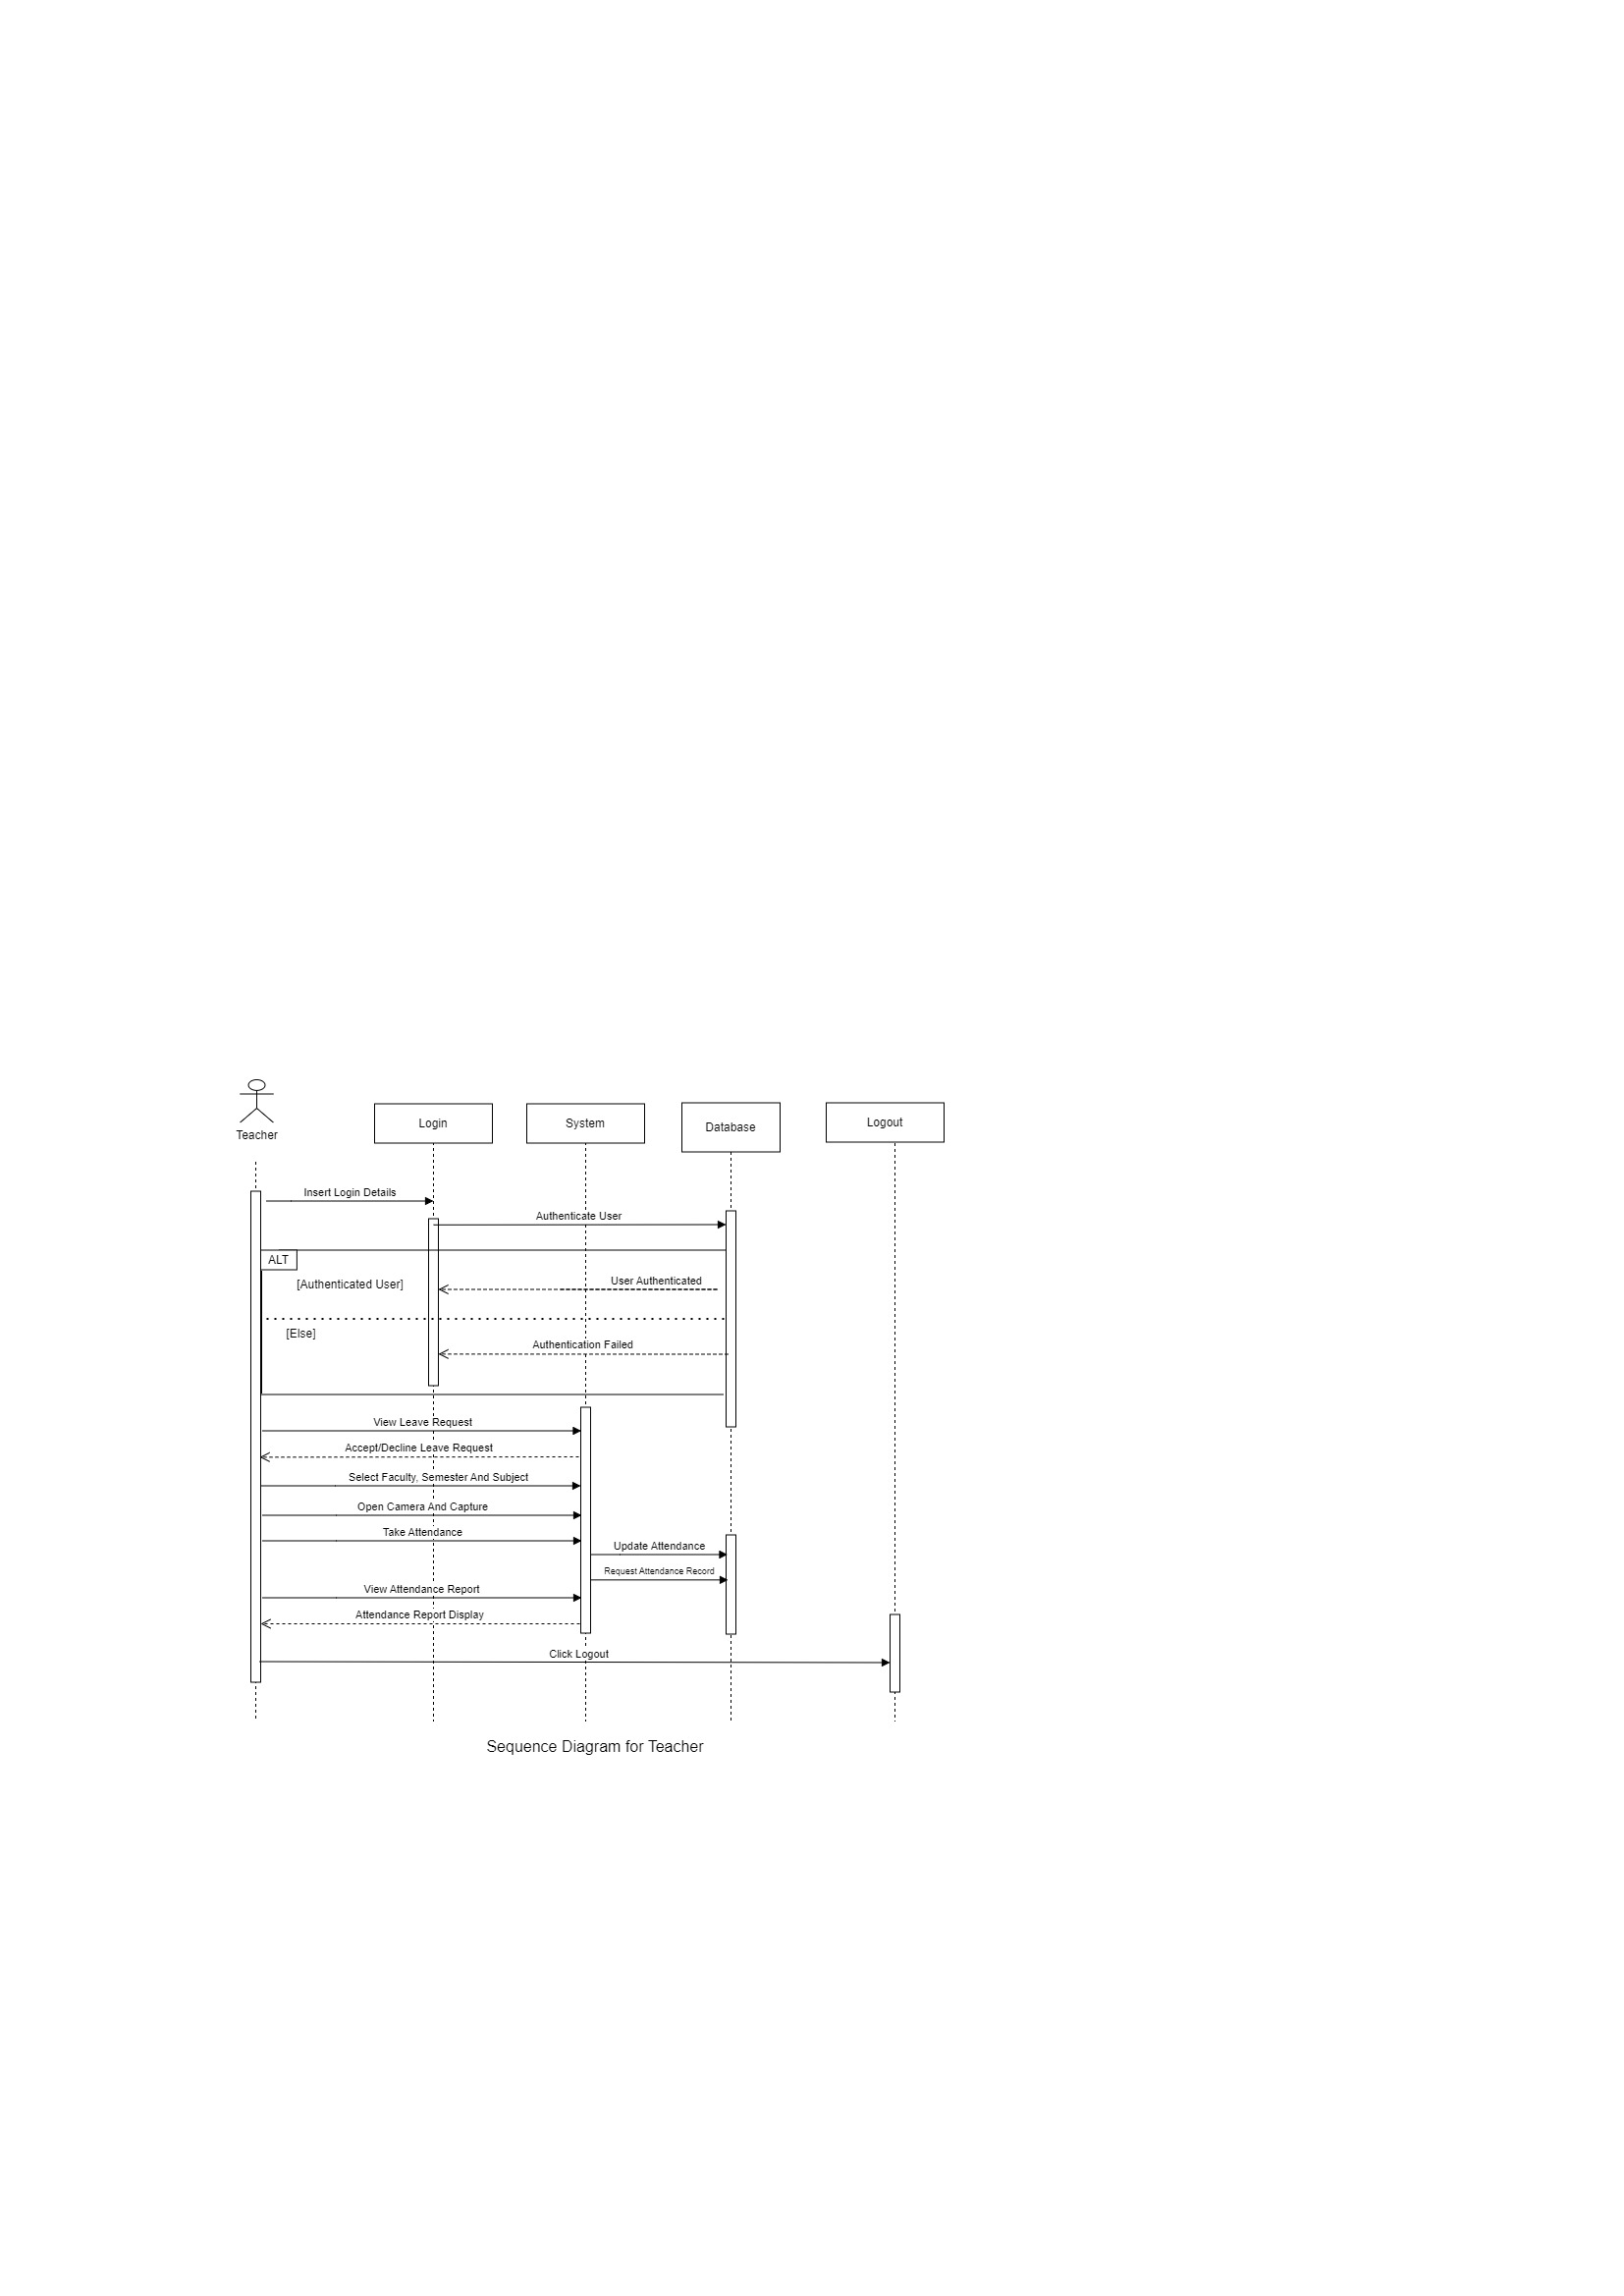 Teacher
Login
System
Database
Logout
Insert Login Details
Authenticate User
ALT
[Authenticated User]
User Authenticated
[Else]
Authentication Failed
View Leave Request
Accept/Decline Leave Request
Select Faculty, Semester And Subject
Open Camera And Capture
Take Attendance
Update Attendance
Request Attendance Record
View Attendance Report
Attendance Report Display
Click Logout
Sequence Diagram for Teacher